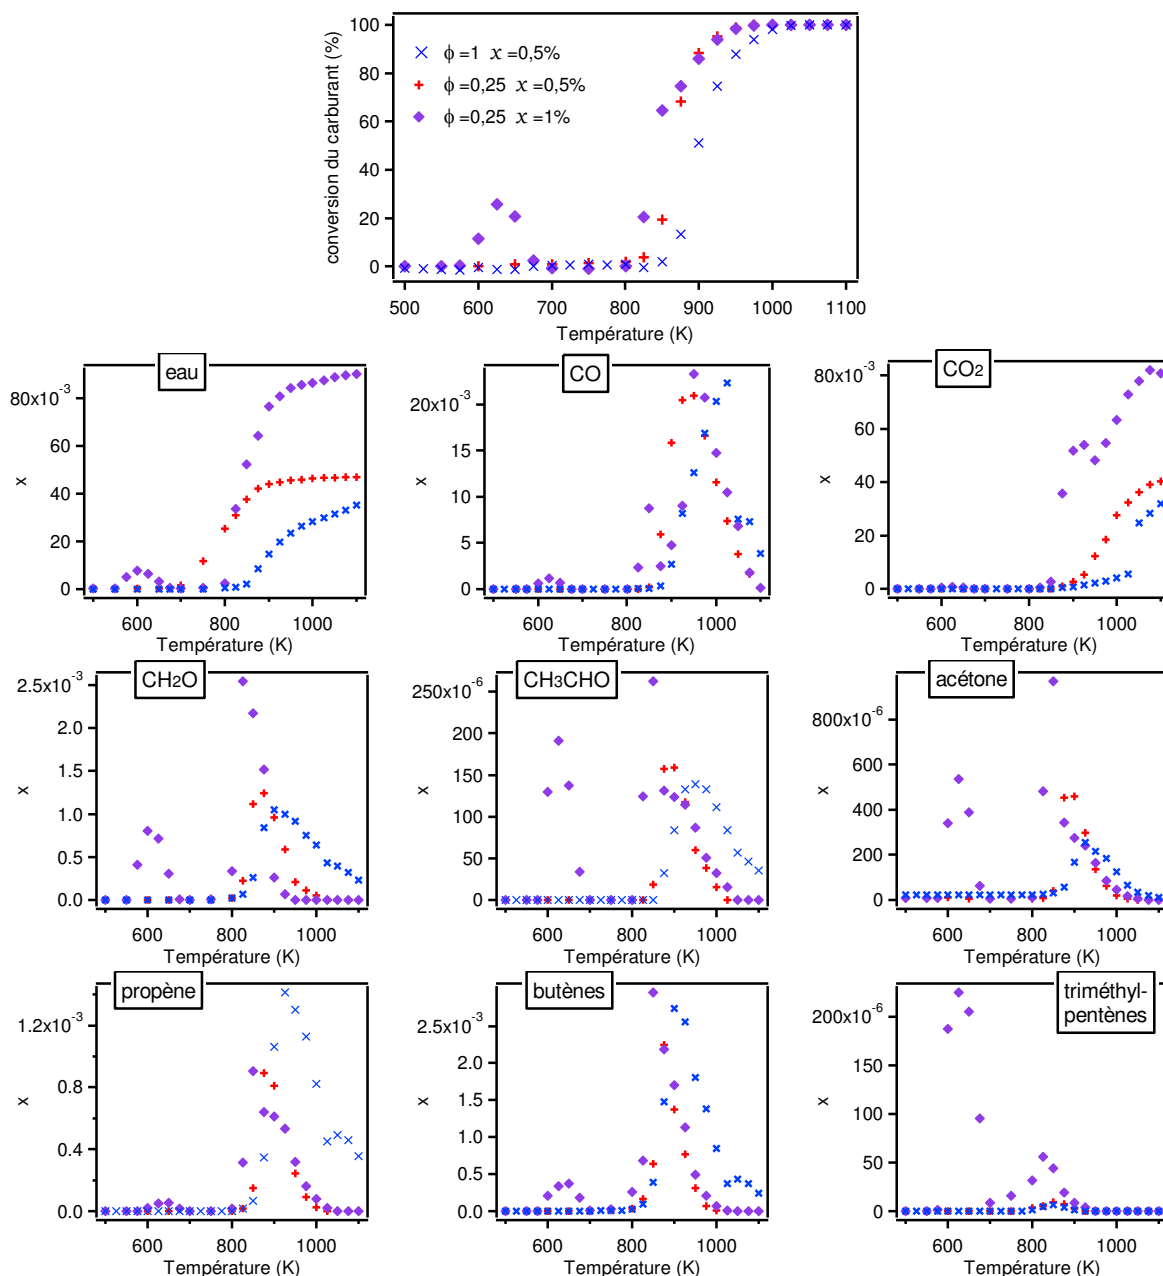 100
80
60
40
20
0
conversion du carburant (%)
ϕ=1 x=0,5%
ϕ=0,25 x=0,5%
ϕ=0,25 x=1%
500 600 700 800 900 1000 1100
Température (K)
eau
80x10-3
60
40
20
0
x
600 800 1000
Température (K)
CO
20x10-3
15
10
5
0
x
600 800 1000
Température (K)
CO2
80x10-3
60
40
20
0
x
600 800 1000
Température (K)
CH2O
2.5x10-3
2.0
1.5
1.0
0.5
0.0
x
600 800 1000
Température (K)
CH3CHO
250x10-6
200
150
100
50
0
x
600 800 1000
Température (K)
acétone
800x10-6
600
400
200
0
x
600 800 1000
Température (K)
propène
1.2x10-3
0.8
0.4
0.0
x
600 800 1000
Température (K)
butènes
2.5x10-3
2.0
1.5
1.0
0.5
0.0
x
600 800 1000
Température (K)
triméthyl-
pentènes
200x10-6
150
100
50
0
x
600 800 1000
Température (K)